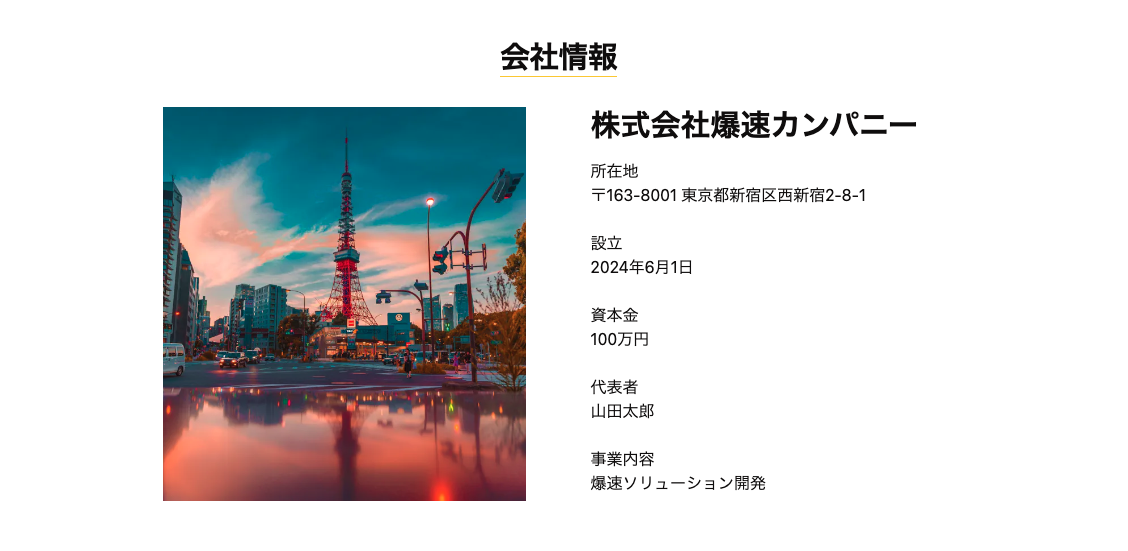 会社情報
株式会社爆速カンパニー
所在地
〒163-8001 東京都新宿区西新宿2-8-1
設立
2024年6月1日
資本金
100万円
代表者
山田太郎
事業内容
爆速ソリューション開発